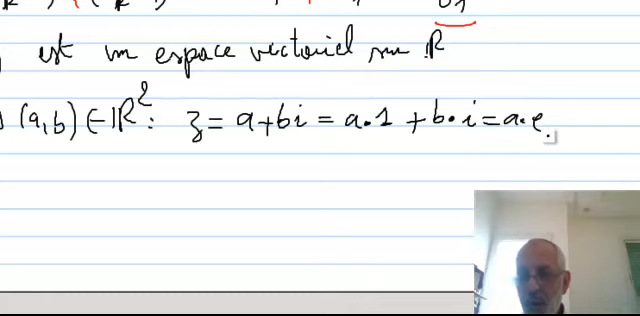 est un espace vectoriel sur ℝ
(a,b) ∈ ℝ²: z = a+bi = a.1 + b.i = a.e